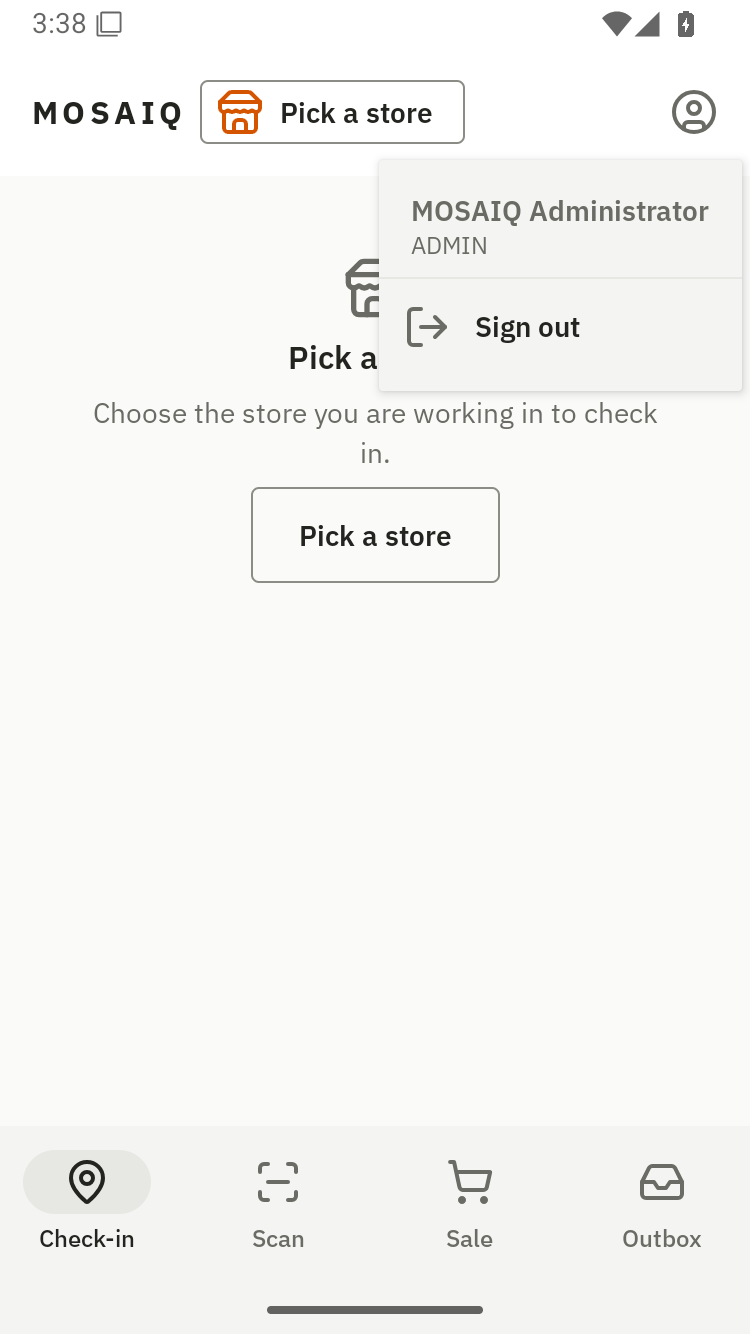 3:38
MOSAIQ
Pick a store
MOSAIQ Administrator
ADMIN
Sign out
Pick a
Choose the store you are working in to check
in.
Pick a store
Check-in
Scan
Sale
Outbox